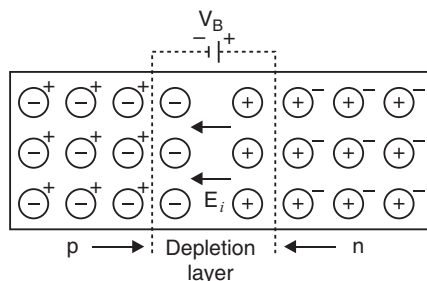 V_B
− +
− + − + − + − + + − + − + −
− + − + − + − + + − + − + −
− + − + − + − + + − + − + −
E_i
p Depletion n
layer